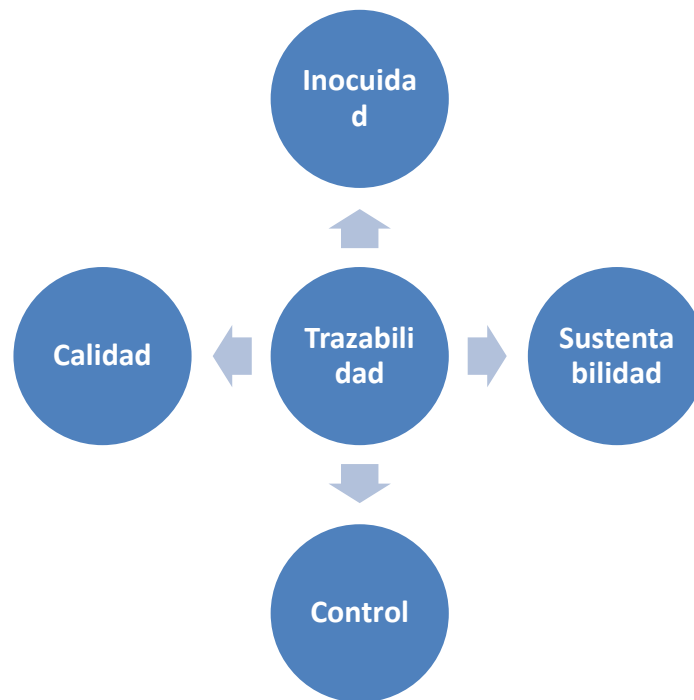 Inocuida
d
Calidad
Trazabili
dad
Sustenta
bilidad
Control